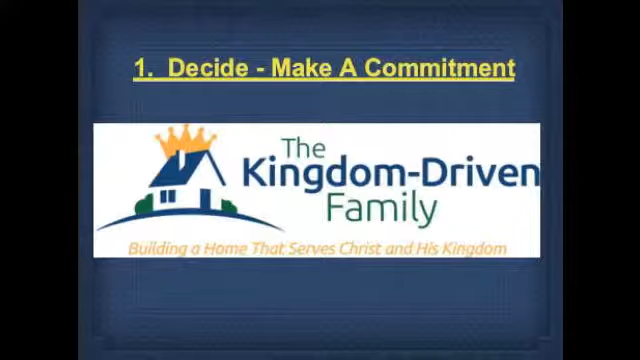 1. Decide - Make A Commitment
The
Kingdom-Driven
Family
Building a Home That Serves Christ and His Kingdom